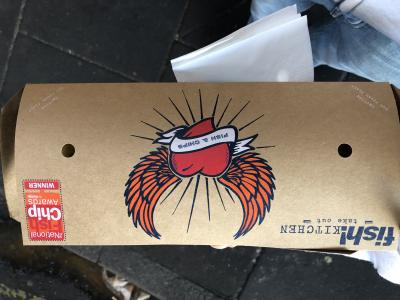 FISH & CHIPS
fish!
KITCHEN
take out
National
Fish
Chip
Awards
WINNER